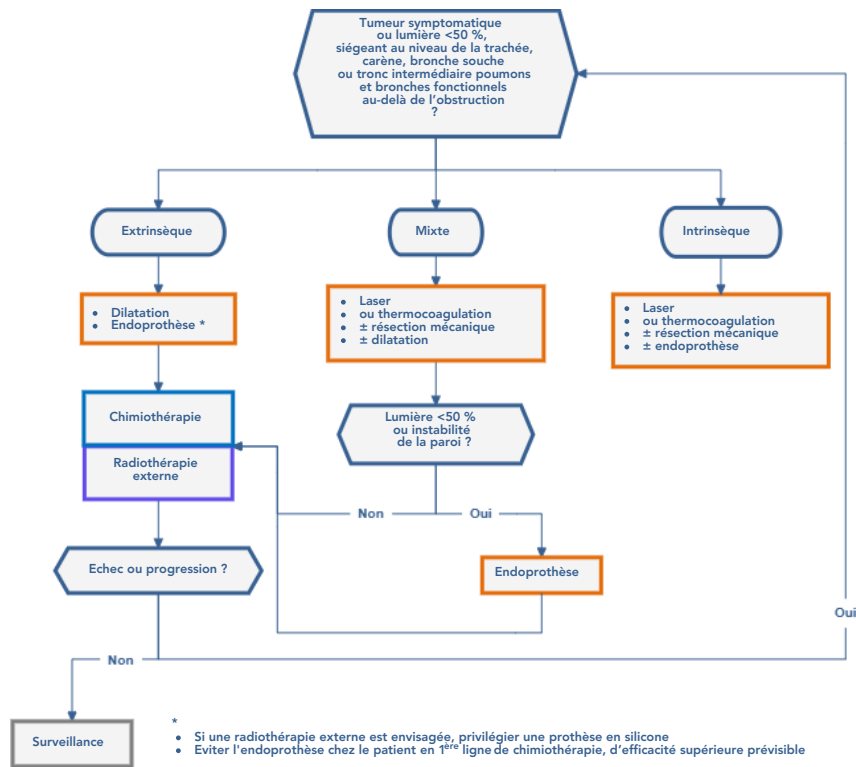 Tumeur symptomatique
ou lumière <50 %,
siégeant au niveau de la trachée,
carène, bronche souche
ou tronc intermédiaire poumons
et bronches fonctionnels
au-delà de l'obstruction
?
Extrinsèque
Mixte
Intrinsèque
• Dilatation
• Endoprothèse *
• Laser
• ou thermocoagulation
• ± résection mécanique
• ± dilatation
• Laser
• ou thermocoagulation
• ± résection mécanique
• ± endoprothèse
Chimiothérapie
Lumière <50 %
ou instabilité
de la paroi ?
Radiothérapie
externe
Non
Oui
Echec ou progression ?
Endoprothèse
Oui
Non
Surveillance
*
• Si une radiothérapie externe est envisagée, privilégier une prothèse en silicone
• Eviter l'endoprothèse chez le patient en 1ère ligne de chimiothérapie, d'efficacité supérieure prévisible